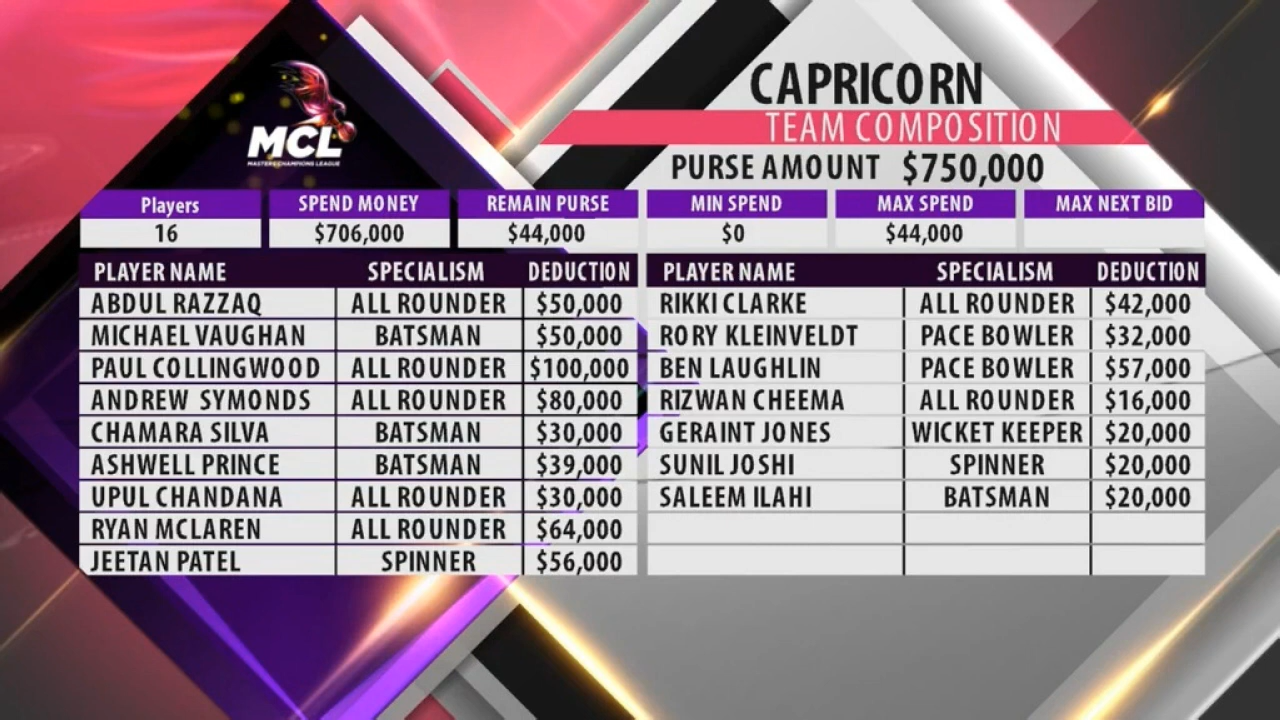 MCL
MASTERS CHAMPIONS LEAGUE
CAPRICORN
TEAM COMPOSITION
PURSE AMOUNT $750,000
Players SPEND MONEY REMAIN PURSE MIN SPEND MAX SPEND MAX NEXT BID
16 $706,000 $44,000 $0 $44,000
PLAYER NAME SPECIALISM DEDUCTION
ABDUL RAZZAQ ALL ROUNDER $50,000
MICHAEL VAUGHAN BATSMAN $50,000
PAUL COLLINGWOOD ALL ROUNDER $100,000
ANDREW SYMONDS ALL ROUNDER $80,000
CHAMARA SILVA BATSMAN $30,000
ASHWELL PRINCE BATSMAN $39,000
UPUL CHANDANA ALL ROUNDER $30,000
RYAN MCLAREN ALL ROUNDER $64,000
JEETAN PATEL SPINNER $56,000
PLAYER NAME SPECIALISM DEDUCTION
RIKKI CLARKE ALL ROUNDER $42,000
RORY KLEINVELDT PACE BOWLER $32,000
BEN LAUGHLIN PACE BOWLER $57,000
RIZWAN CHEEMA ALL ROUNDER $16,000
GERAINT JONES WICKET KEEPER $20,000
SUNIL JOSHI SPINNER $20,000
SALEEM ILAHI BATSMAN $20,000